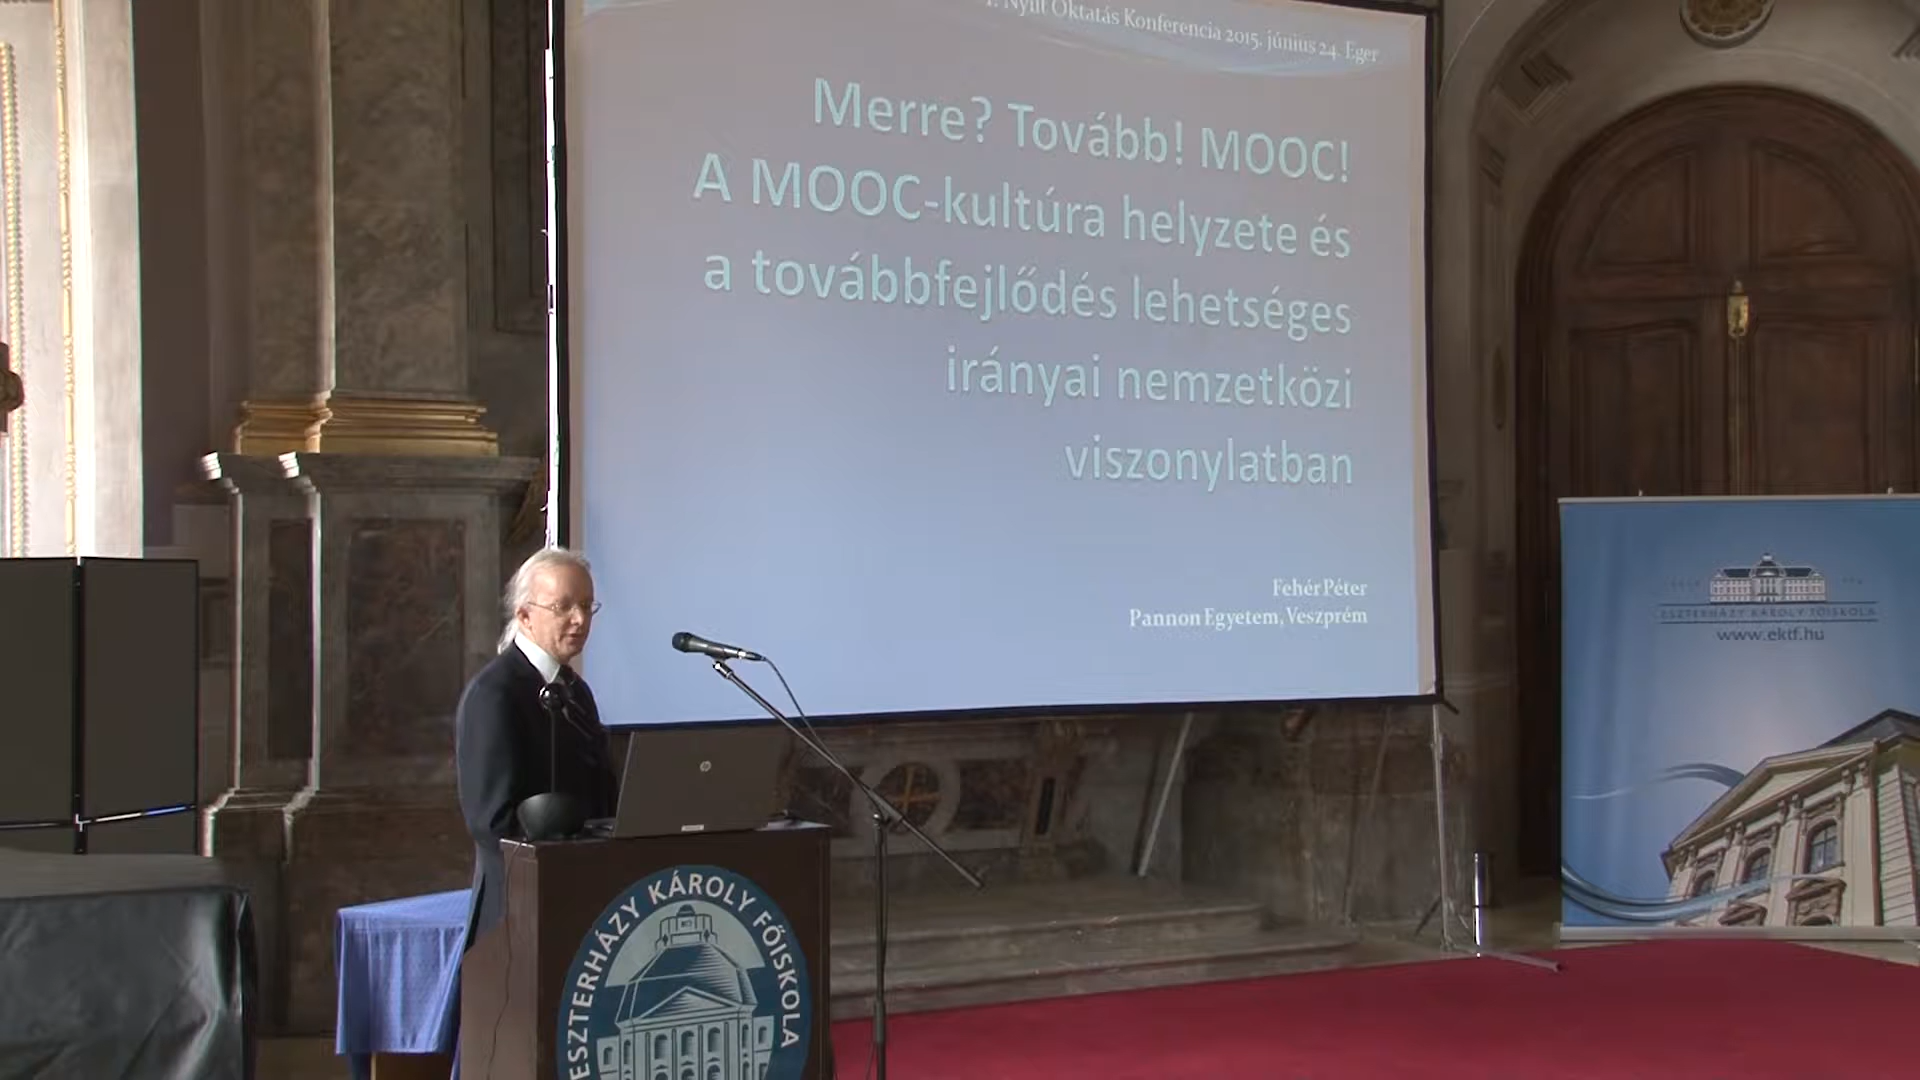 Nyílt Oktatás Konferencia 2015. június 24. Eger
Merre? Tovább! MOOC!
A MOOC-kultúra helyzete és
a továbbfejlődés lehetséges
irányai nemzetközi
viszonylatban
Fehér Péter
Pannon Egyetem, Veszprém
ESZTERHÁZY KÁROLY FŐISKOLA
www.ektf.hu
hp
ESZTERHÁZY KÁROLY FŐISKOLA